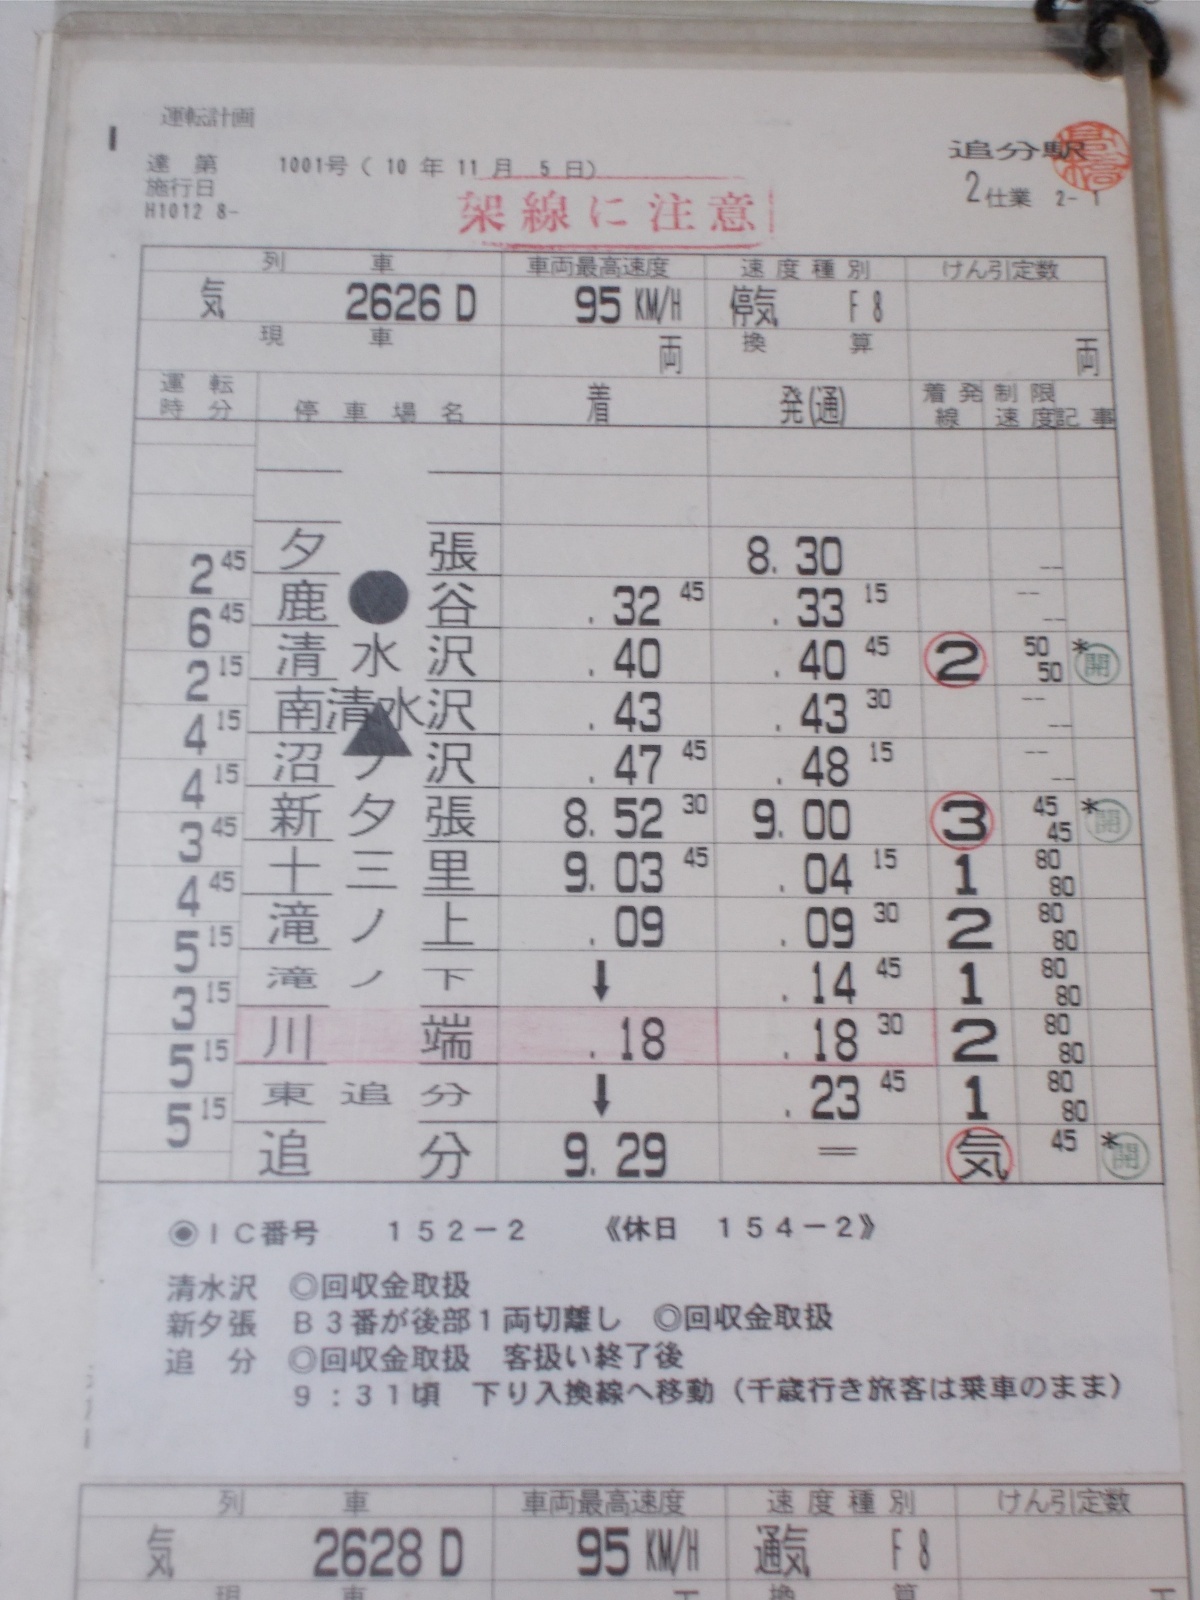 運転計画
達 第 1001号( 10 年 11 月 5 日)
施行日
H1012 8-
追分駅
2仕業 2- 1
架線に注意
列 車 車両最高速度 速度種別 けん引定数
気 2626 D 95 KM/H 停気 F 8
現 車 両 換 算 両
運転時分 停車場名 着 発(通) 着発線 制限速度 記事
夕張 8. 30 --
2 45
鹿●谷 . 32 45 . 33 15 -- --
6 45
清水沢 . 40 . 40 45 ② 50 50 * 開
2 15
南清水沢 . 43 . 43 30 -- --
4 15
▲
沼ノ沢 . 47 45 . 48 15 -- --
4 15
新夕張 8. 52 30 9. 00 ③ 45 45 * 開
3 45
十三里 9. 03 45 . 04 15 1 80 80
4 45
滝ノ上 . 09 . 09 30 2 80 80
5 15
滝ノ下 ↓ . 14 45 1 80 80
3 15
川端 . 18 . 18 30 2 80 80
5 15
東追分 ↓ . 23 45 1 80 80
5 15
追分 9. 29 = 気 45 * 開
◉IC番号 152-2 《休日 154-2》
清水沢 ◎回収金取扱
新夕張 B3番が後部1両切離し ◎回収金取扱
追 分 ◎回収金取扱 客扱い終了後
9:31頃 下り入換線へ移動(千歳行き旅客は乗車のまま)
列 車 車両最高速度 速度種別 けん引定数
気 2628 D 95 KM/H 通気 F 8
現 車 換 算